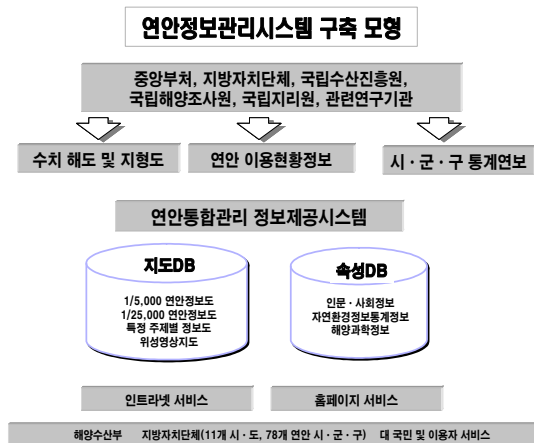 연안정보관리시스템 구축 모형
중앙부처, 지방자치단체, 국립수산진흥원,
국립해양조사원, 국립지리원, 관련연구기관
수치 해도 및 지형도
연안 이용현황정보
시 · 군 · 구 통계연보
연안통합관리 정보제공시스템
지도DB
1/5,000 연안정보도
1/25,000 연안정보도
특정 주제별 정보도
위성영상지도
속성DB
인문 · 사회정보
자연환경정보통계정보
해양과학정보
인트라넷 서비스
홈페이지 서비스
해양수산부 지방자치단체(11개 시 · 도, 78개 연안 시 · 군 · 구) 대 국민 및 이용자 서비스